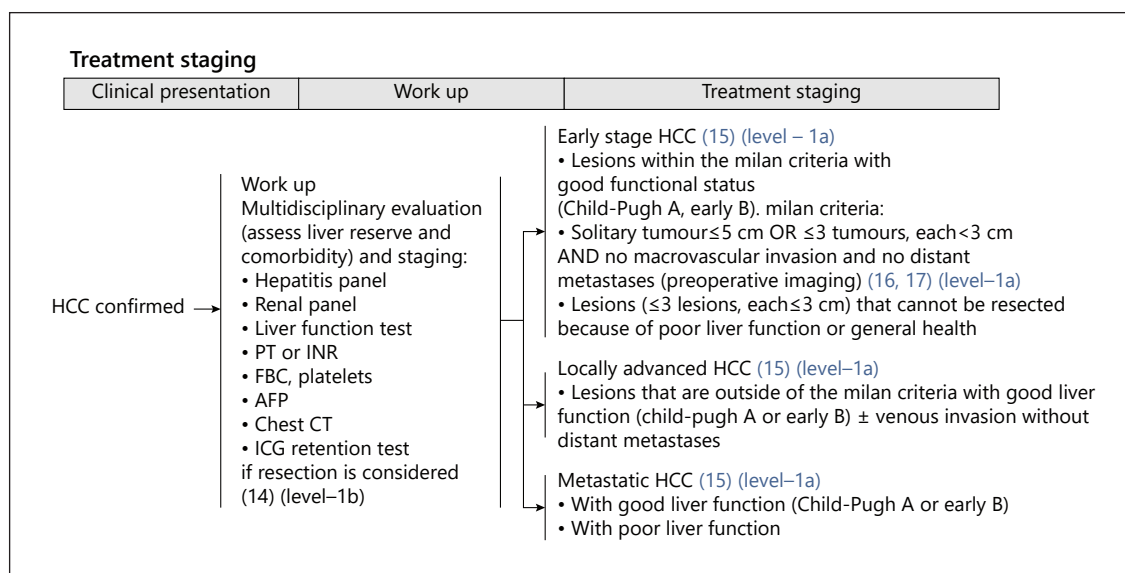 Treatment staging
Clinical presentation
Work up
Treatment staging
HCC confirmed
Work up
Multidisciplinary evaluation
(assess liver reserve and
comorbidity) and staging:
• Hepatitis panel
• Renal panel
• Liver function test
• PT or INR
• FBC, platelets
• AFP
• Chest CT
• ICG retention test
if resection is considered
(14) (level–1b)
Early stage HCC (15) (level – 1a)
• Lesions within the milan criteria with
good functional status
(Child-Pugh A, early B). milan criteria:
• Solitary tumour≤5 cm OR ≤3 tumours, each<3 cm
AND no macrovascular invasion and no distant
metastases (preoperative imaging) (16, 17) (level–1a)
• Lesions (≤3 lesions, each≤3 cm) that cannot be resected
because of poor liver function or general health
Locally advanced HCC (15) (level–1a)
• Lesions that are outside of the milan criteria with good liver
function (child-pugh A or early B) ± venous invasion without
distant metastases
Metastatic HCC (15) (level–1a)
• With good liver function (Child-Pugh A or early B)
• With poor liver function